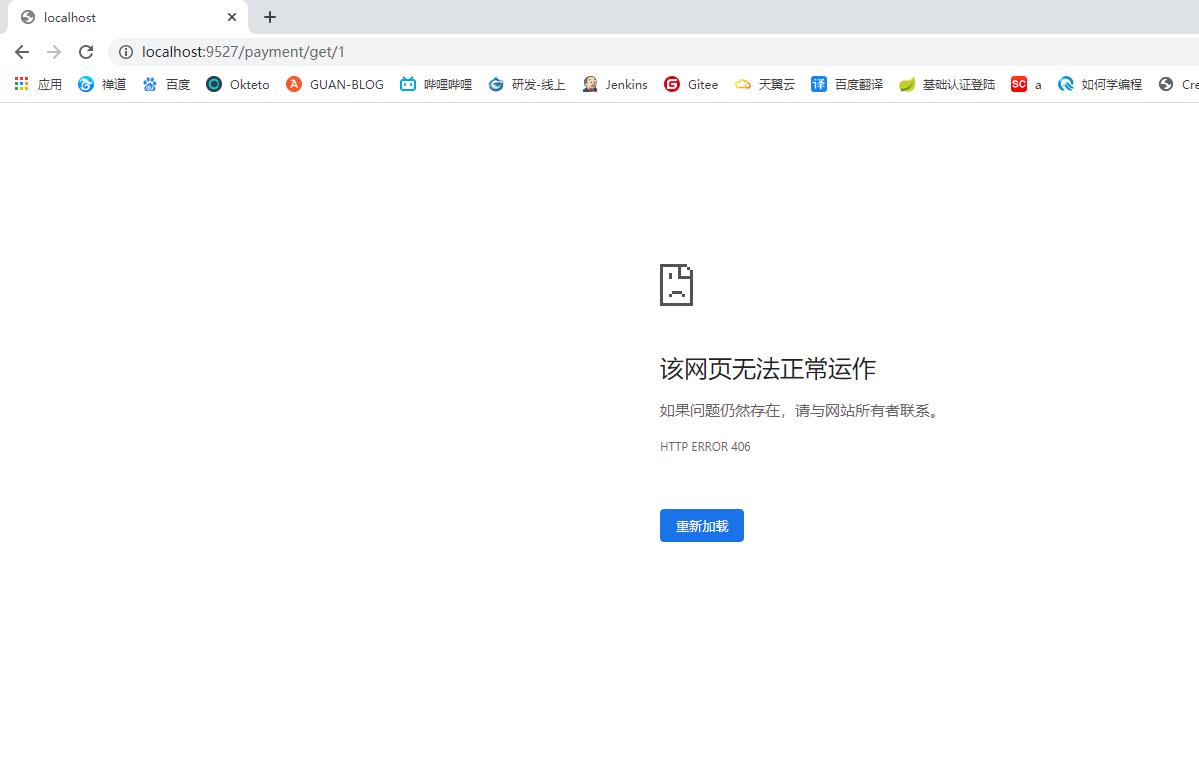 localhost
localhost:9527/payment/get/1
应用 禅道 百度 Okteto GUAN-BLOG 哔哩哔哩 研发-线上 Jenkins Gitee 天翼云 译 百度翻译 基础认证登陆 SC a 如何学编程 Cre
该网页无法正常运作
如果问题仍然存在，请与网站所有者联系。
HTTP ERROR 406
重新加载